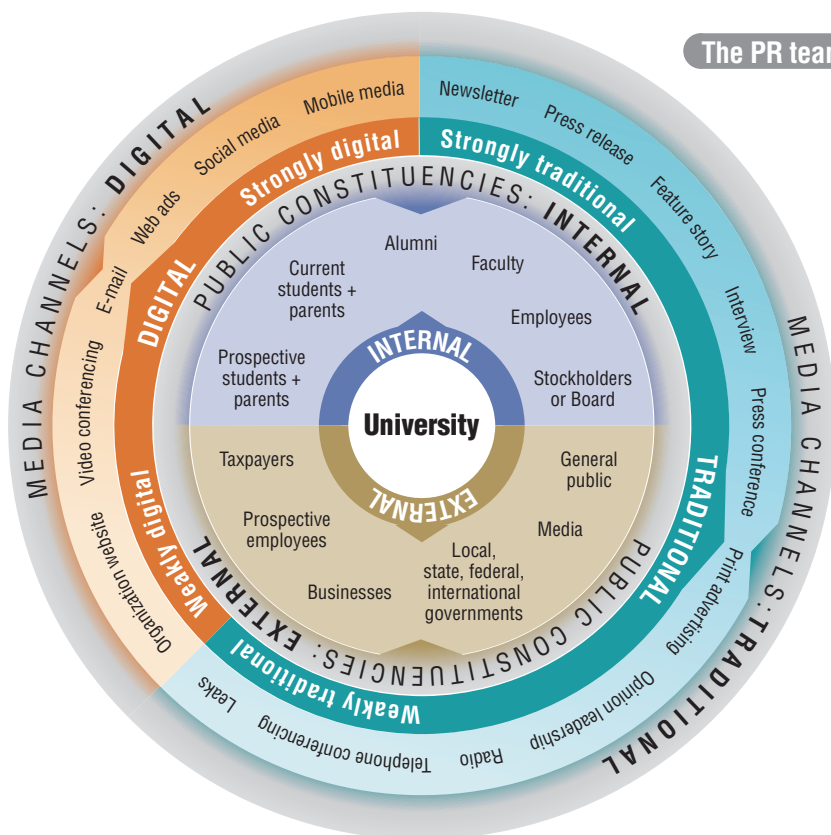 The PR tear
MEDIA CHANNELS: DIGITAL
MEDIA CHANNELS: TRADITIONAL
Mobile media
Social media
Web ads
E-mail
Video conferencing
Organization website
Newsletter
Press release
Feature story
Interview
Press conference
Print advertising
Opinion leadership
Radio
Telephone conferencing
Leaks
Strongly digital
DIGITAL
Weakly digital
Strongly traditional
TRADITIONAL
Weakly traditional
PUBLIC CONSTITUENCIES: INTERNAL
Alumni
Faculty
Current
students +
parents
Employees
Prospective
students +
parents
Stockholders
or Board
INTERNAL
University
EXTERNAL
Taxpayers
General
public
Prospective
employees
Media
Businesses
Local,
state, federal,
international
governments
PUBLIC CONSTITUENCIES: EXTERNAL